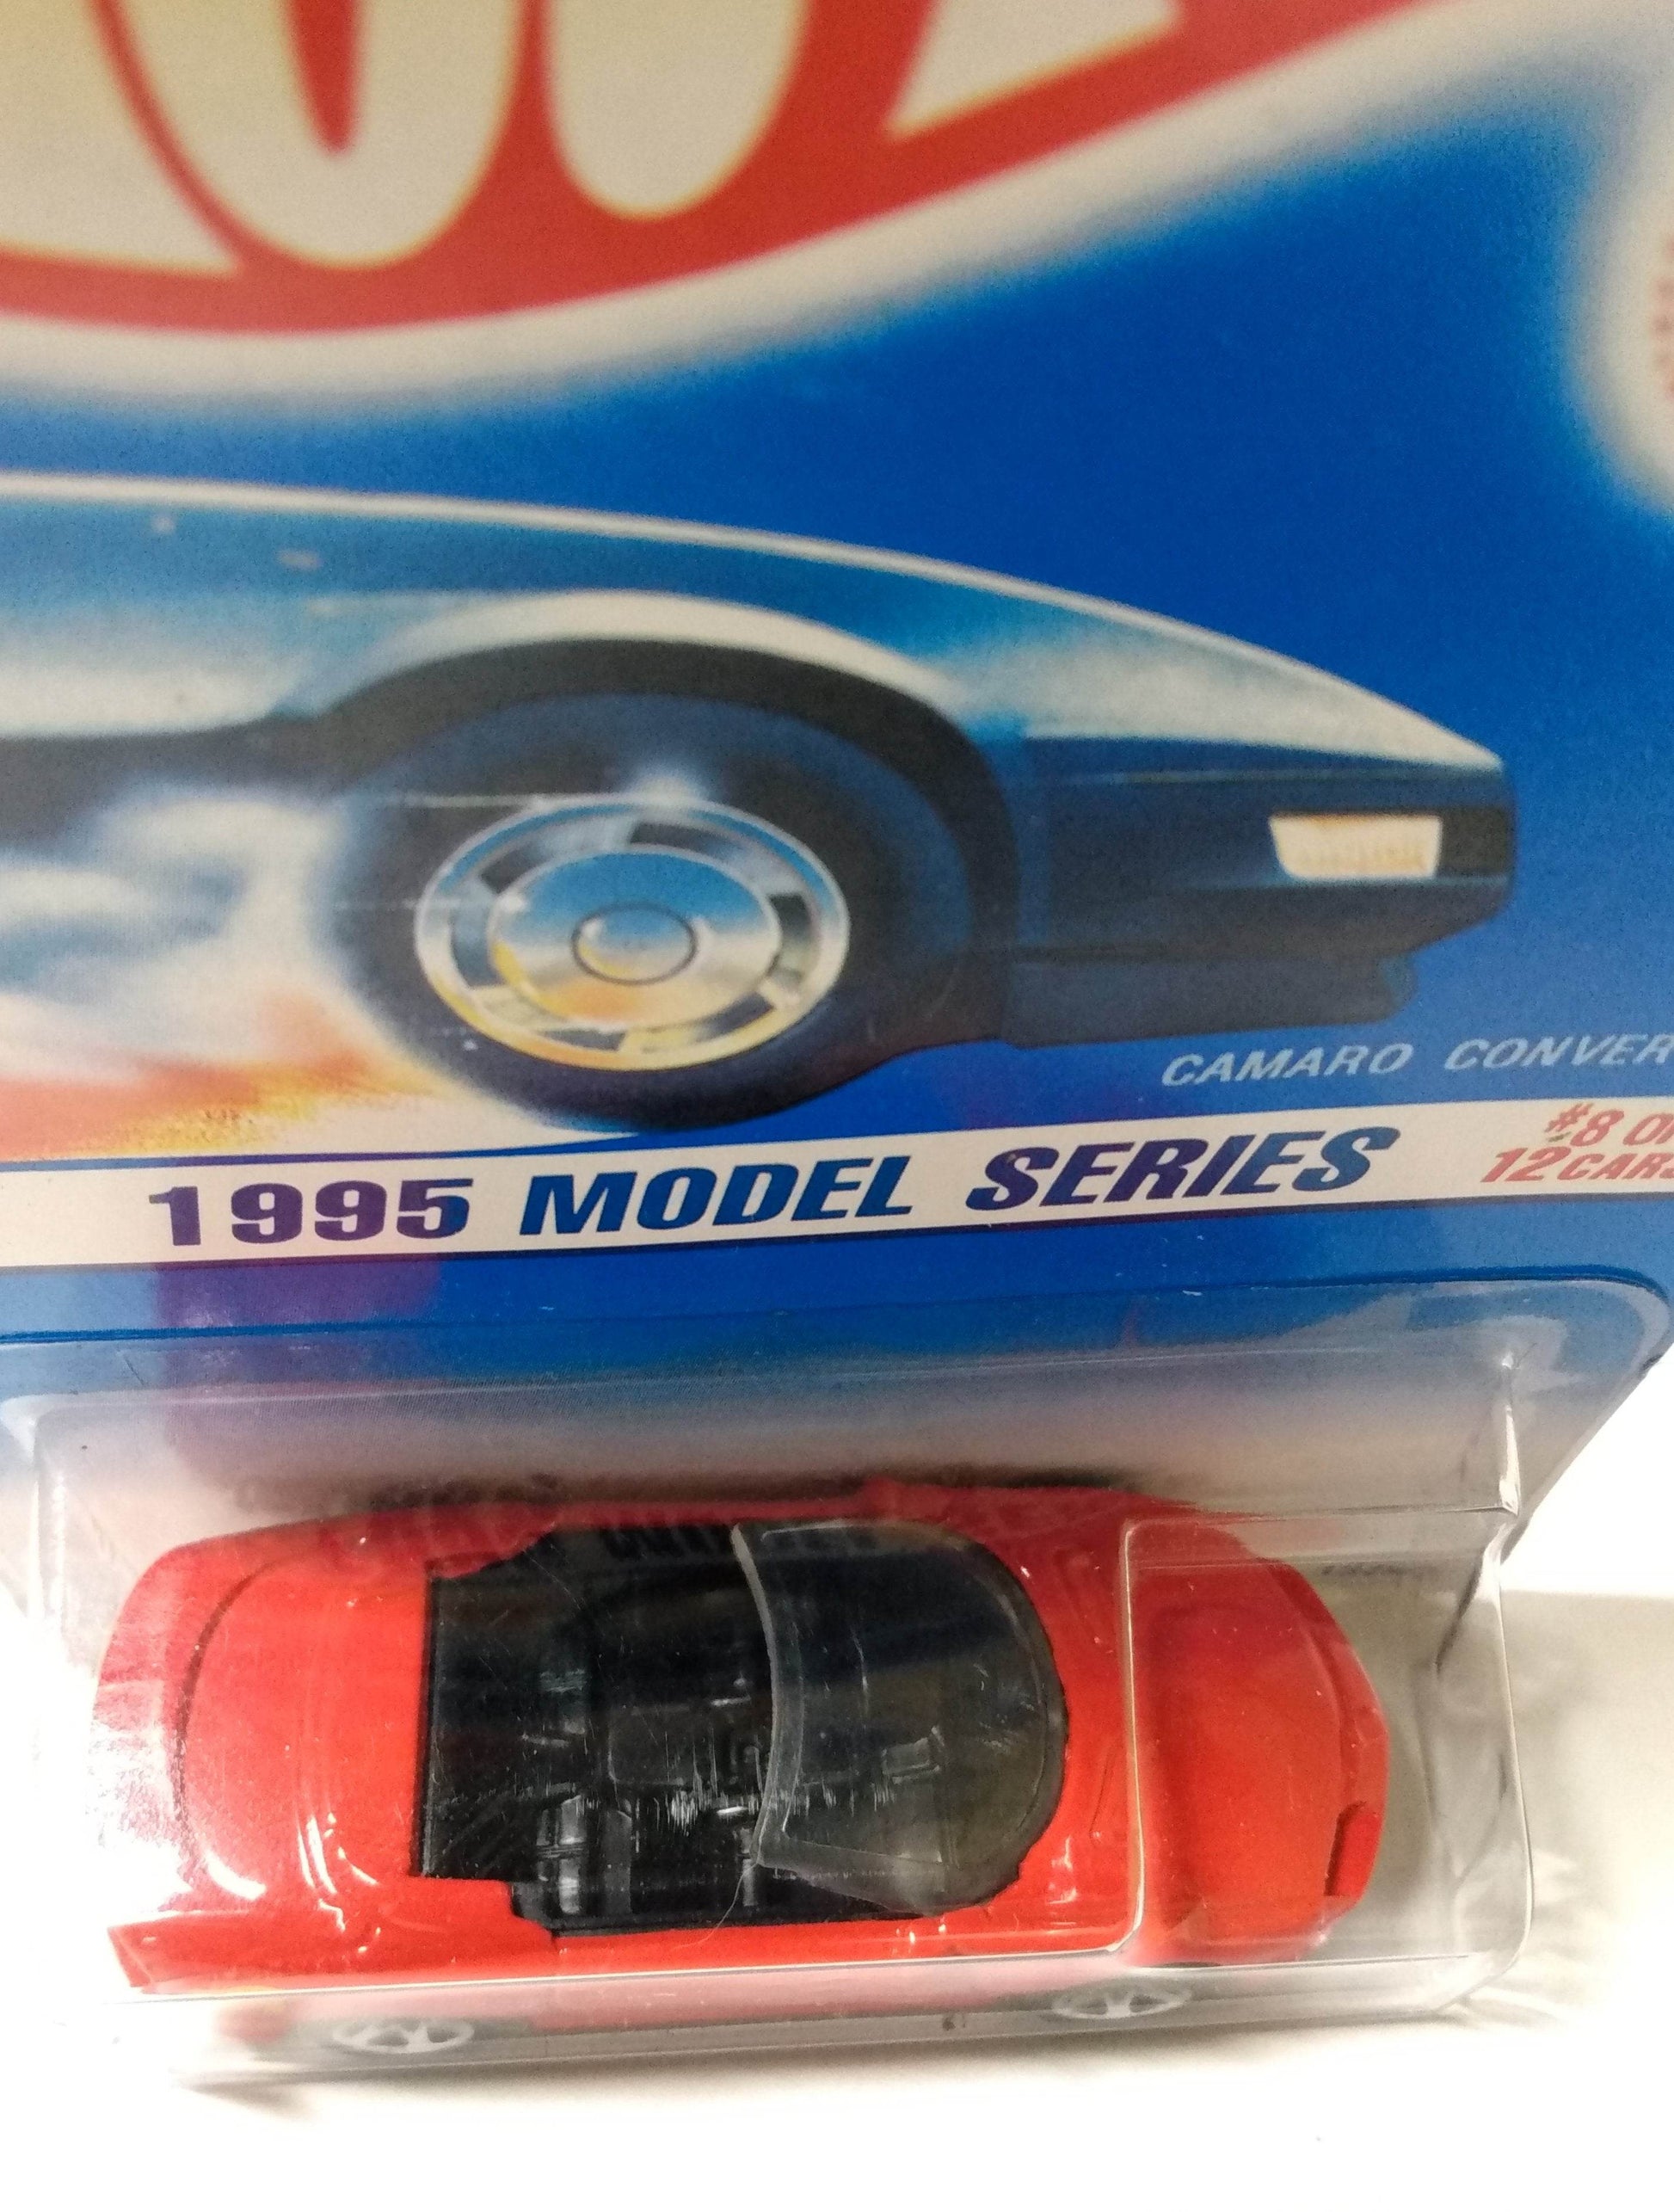 CAMARO CONVER
1995 MODEL SERIES
#8 OF
12 CARS